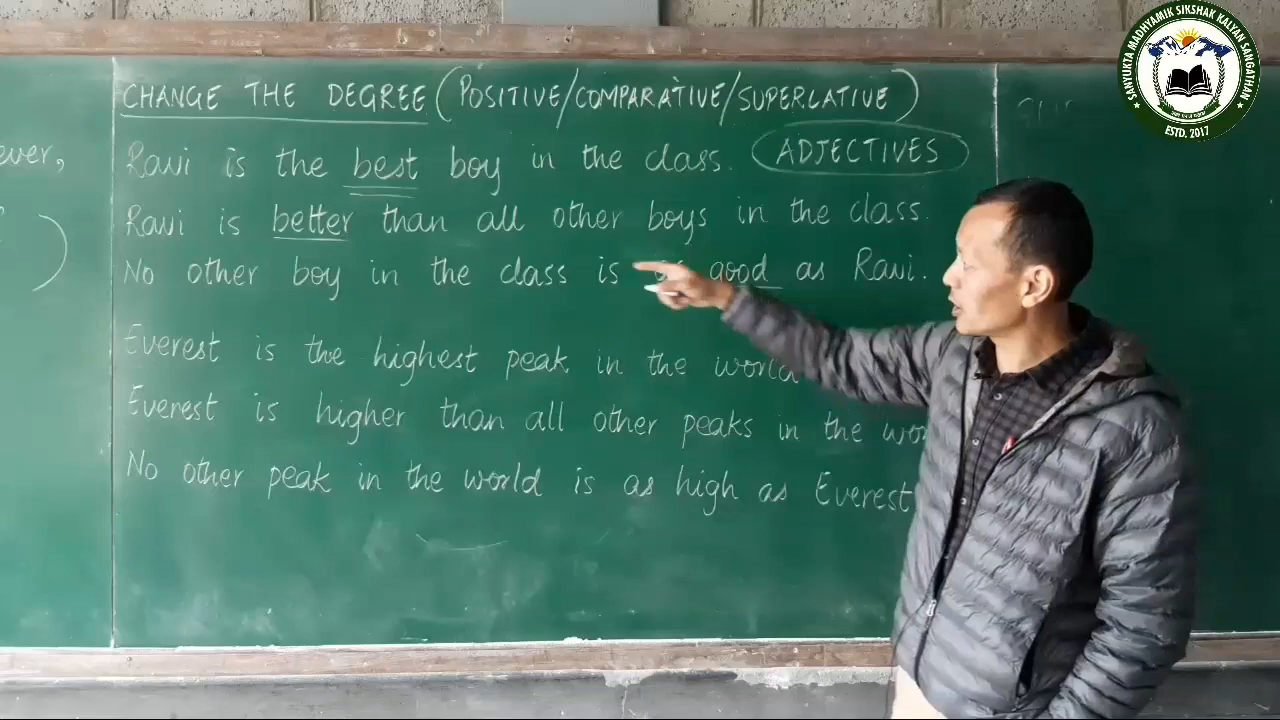 CHANGE THE DEGREE (POSITIVE/COMPARATIVE/SUPERLATIVE)
Ravi is the best boy in the class. ADJECTIVES
Ravi is better than all other boys in the class.
No other boy in the class is as good as Ravi.
Everest is the highest peak in the world
Everest is higher than all other peaks in the
No other peak in the world is as high as Everest
ever,
SANYUKTA MADHYAMIK SIKSHAK KALYAN SANGATHAN
ESTD. 2017